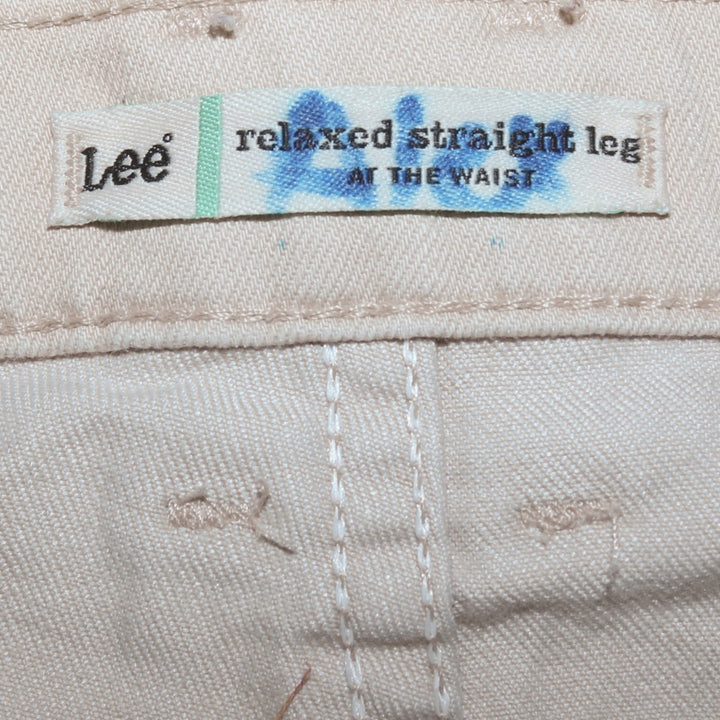 Lee
relaxed straight leg
AT THE WAIST